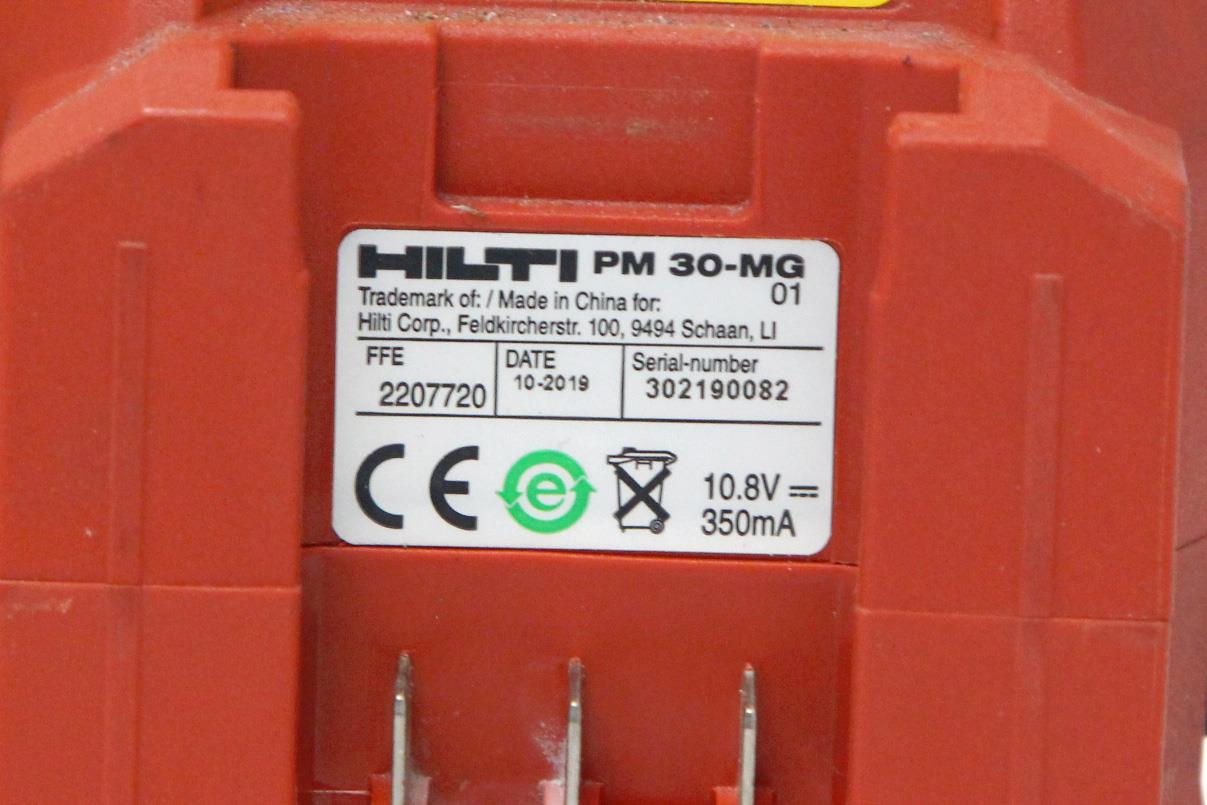 HILTI PM 30-MG
01
Trademark of: / Made in China for:
Hilti Corp., Feldkircherstr. 100, 9494 Schaan, LI
FFE DATE Serial-number
2207720 10-2019 302190082
CE e 10.8V
350mA